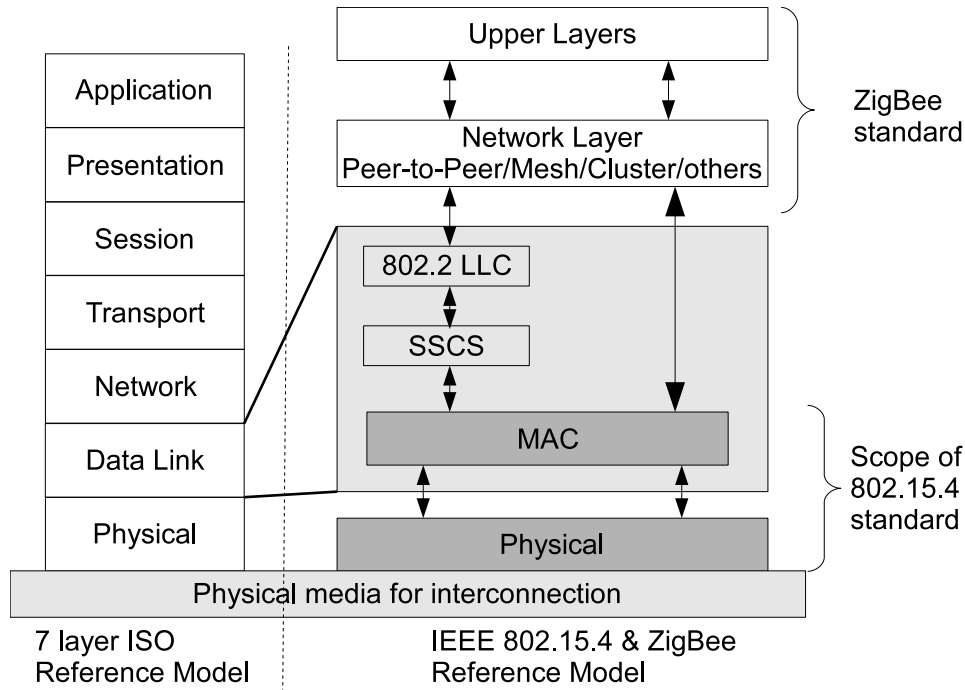 Application
Presentation
Session
Transport
Network
Data Link
Physical
Upper Layers
Network Layer
Peer-to-Peer/Mesh/Cluster/others
802.2 LLC
SSCS
MAC
Physical
ZigBee
standard
Scope of
802.15.4
standard
Physical media for interconnection
7 layer ISO
Reference Model
IEEE 802.15.4 & ZigBee
Reference Model